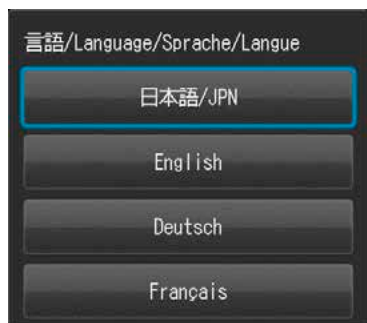 言語/Language/Sprache/Langue
日本語/JPN
English
Deutsch
Français